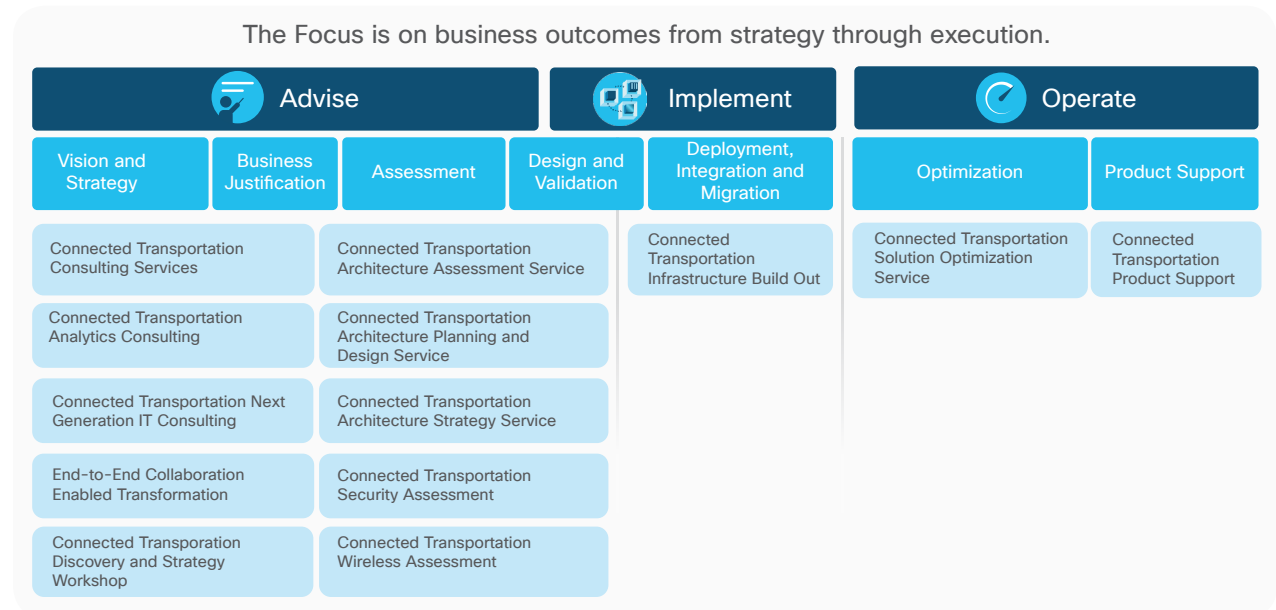 The Focus is on business outcomes from strategy through execution.
Advise
Implement
Operate
Vision and
Strategy
Business
Justification
Assessment
Design and
Validation
Deployment,
Integration and
Migration
Optimization
Product Support
Connected Transportation
Consulting Services
Connected Transportation
Architecture Assessment Service
Connected
Transportation
Infrastructure Build Out
Connected Transportation
Solution Optimization
Service
Connected
Transportation
Product Support
Connected Transportation
Analytics Consulting
Connected Transportation
Architecture Planning and
Design Service
Connected Transportation Next
Generation IT Consulting
Connected Transportation
Architecture Strategy Service
End-to-End Collaboration
Enabled Transformation
Connected Transportation
Security Assessment
Connected Transporation
Discovery and Strategy
Workshop
Connected Transportation
Wireless Assessment